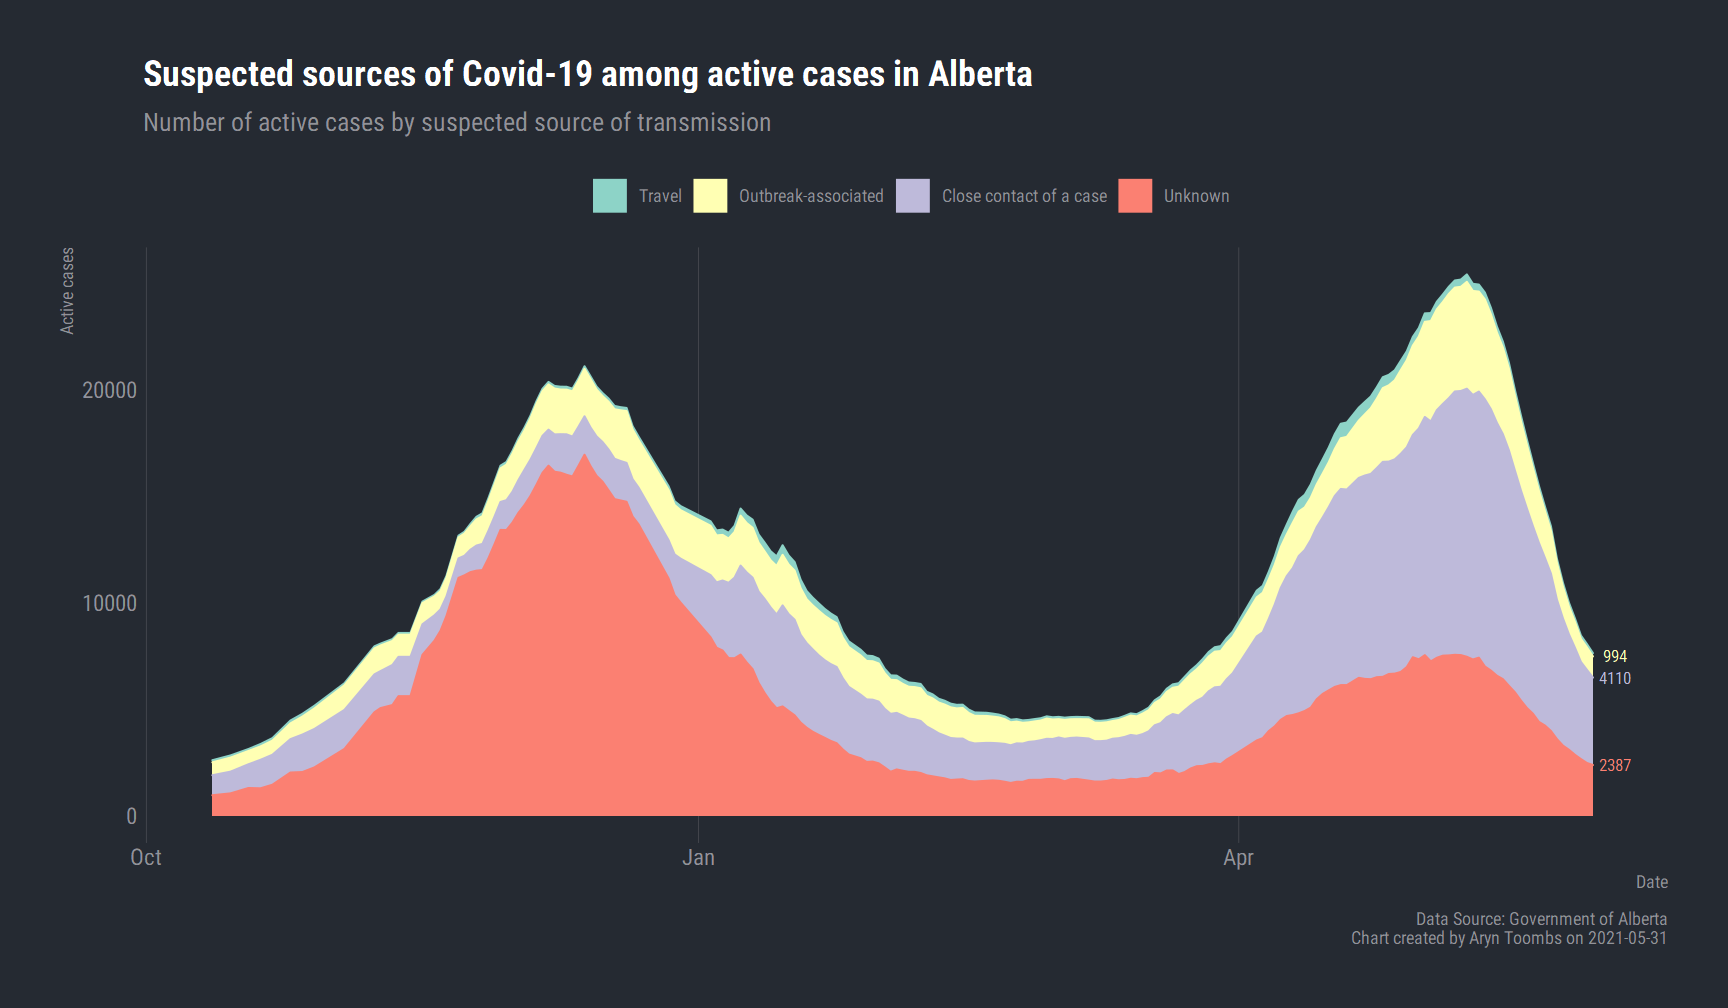 Suspected sources of Covid-19 among active cases in Alberta
Number of active cases by suspected source of transmission
Travel Outbreak-associated Close contact of a case Unknown
Active cases
20000
10000
0
994
4110
2387
Oct Jan Apr
Date
Data Source: Government of Alberta
Chart created by Aryn Toombs on 2021-05-31